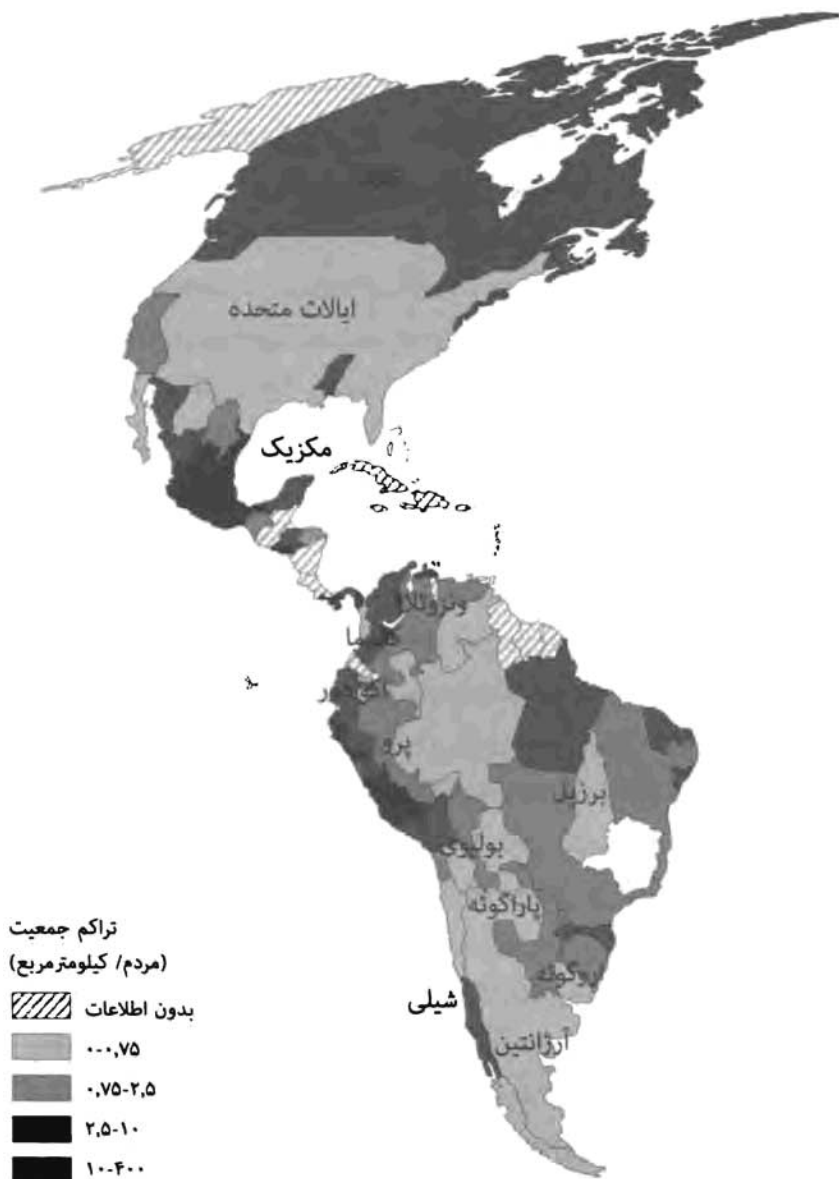 ایالات متحده
مکزیک
ونزوئلا
اکوادور
پرو
برزیل
بولیوی
پاراگوئه
شیلی
آرژانتین
تراکم جمعیت
(مردم/ کیلومترمربع)
بدون اطلاعات
۰-۰,۷۵
۰,۷۵-۲,۵
۲,۵-۱۰
۱۰-۴۰۰